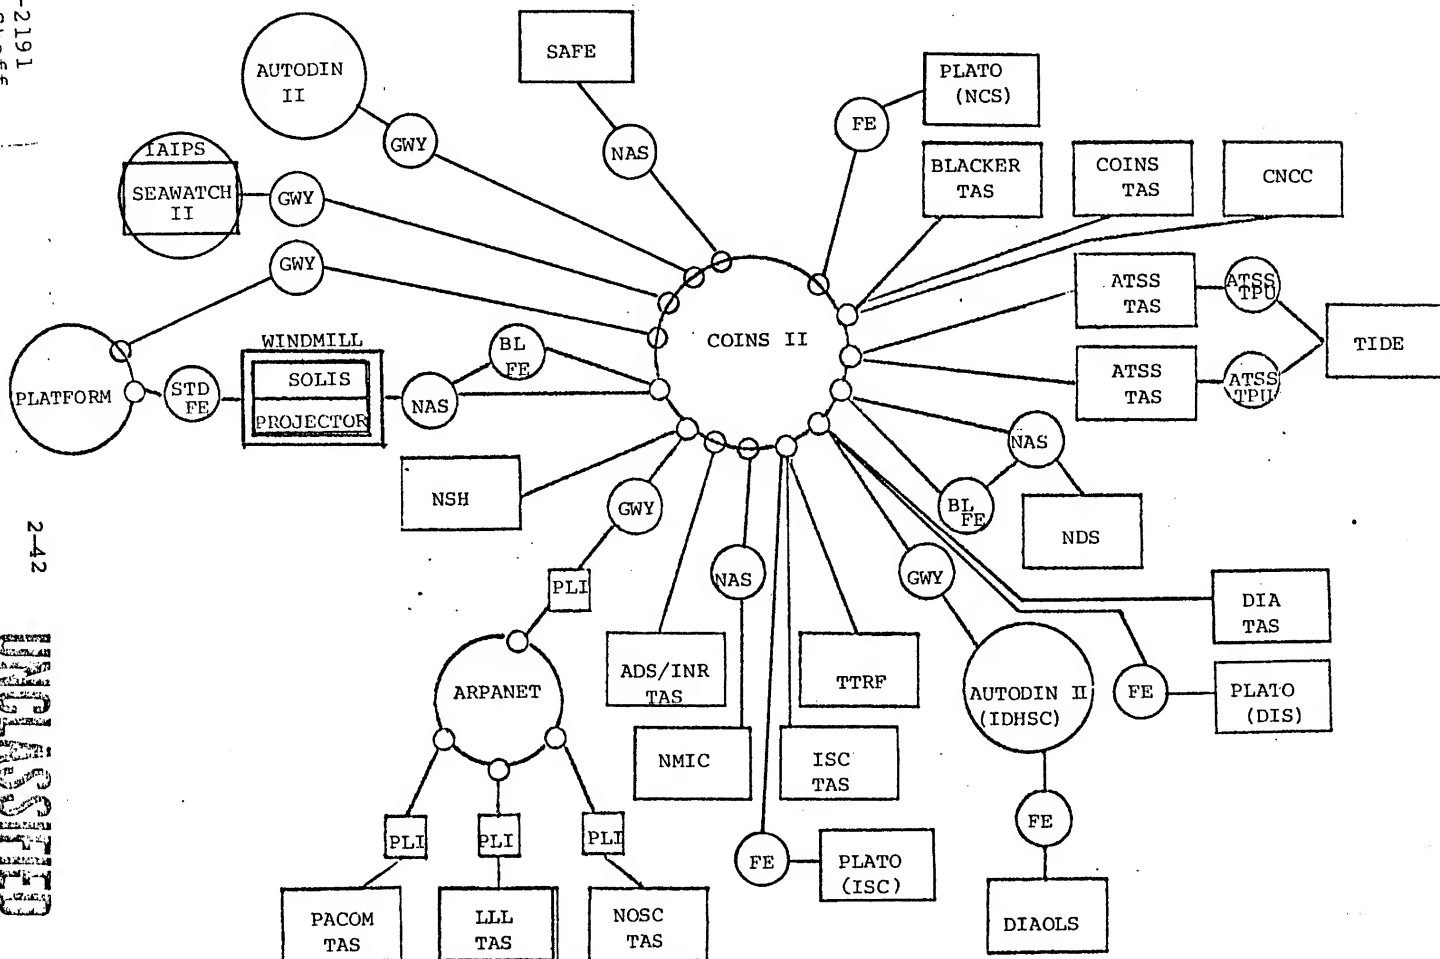 -2191
Staff
AUTODIN
II
SAFE
PLATO
(NCS)
FE
GWY
NAS
IAIPS
SEAWATCH
II
GWY
BLACKER
TAS
COINS
TAS
CNCC
GWY
ATSS
TAS
ATSS
TPU
COINS II
TIDE
WINDMILL
BL
FE
PLATFORM
STD
FE
SOLIS
PROJECTOR
NAS
ATSS
TAS
ATSS
TPU
NAS
NSH
GWY
BL
FE
NDS
2-42
PLI
NAS
GWY
DIA
TAS
UNCLASSIFIED
ARPANET
ADS/INR
TAS
TTRF
AUTODIN II
(IDHSC)
FE
PLATO
(DIS)
NMIC
ISC
TAS
PLI
PLI
PLI
FE
PLATO
(ISC)
FE
PACOM
TAS
LLL
TAS
NOSC
TAS
DIAOLS